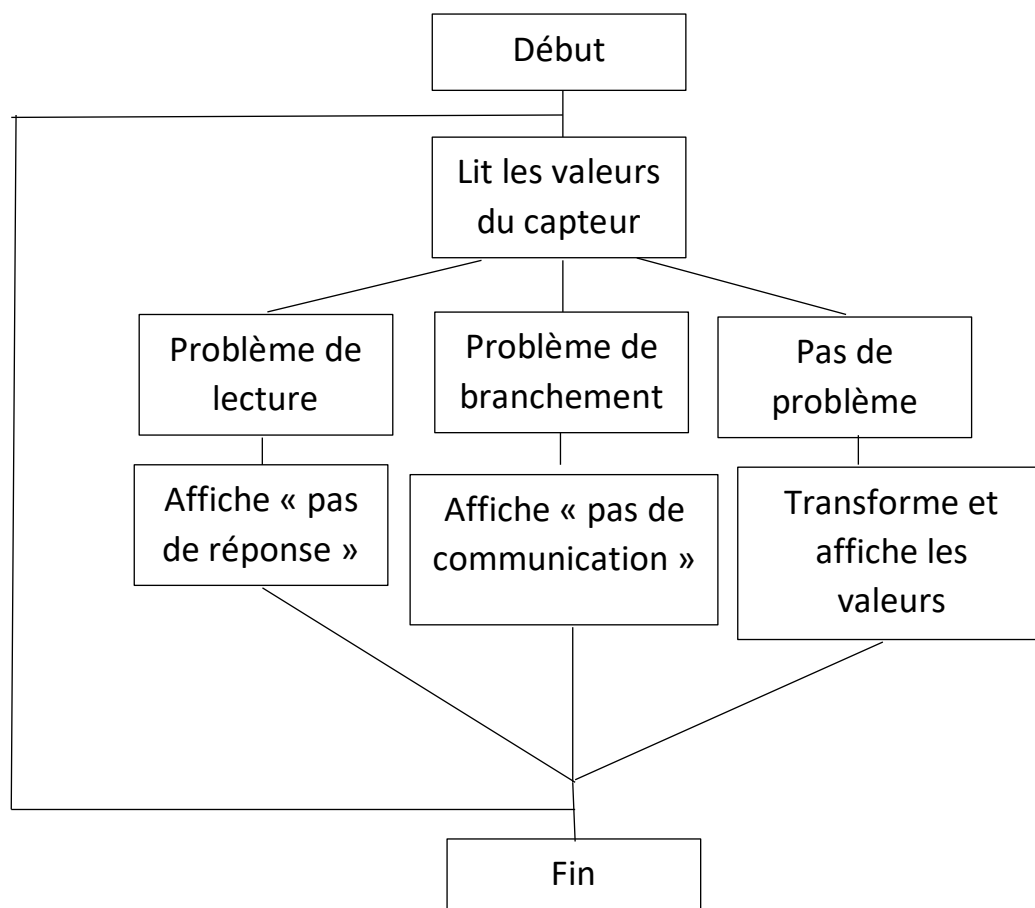 Début
Lit les valeurs
du capteur
Problème de
lecture
Problème de
branchement
Pas de
problème
Affiche « pas
de réponse »
Affiche « pas de
communication »
Transforme et
affiche les
valeurs
Fin